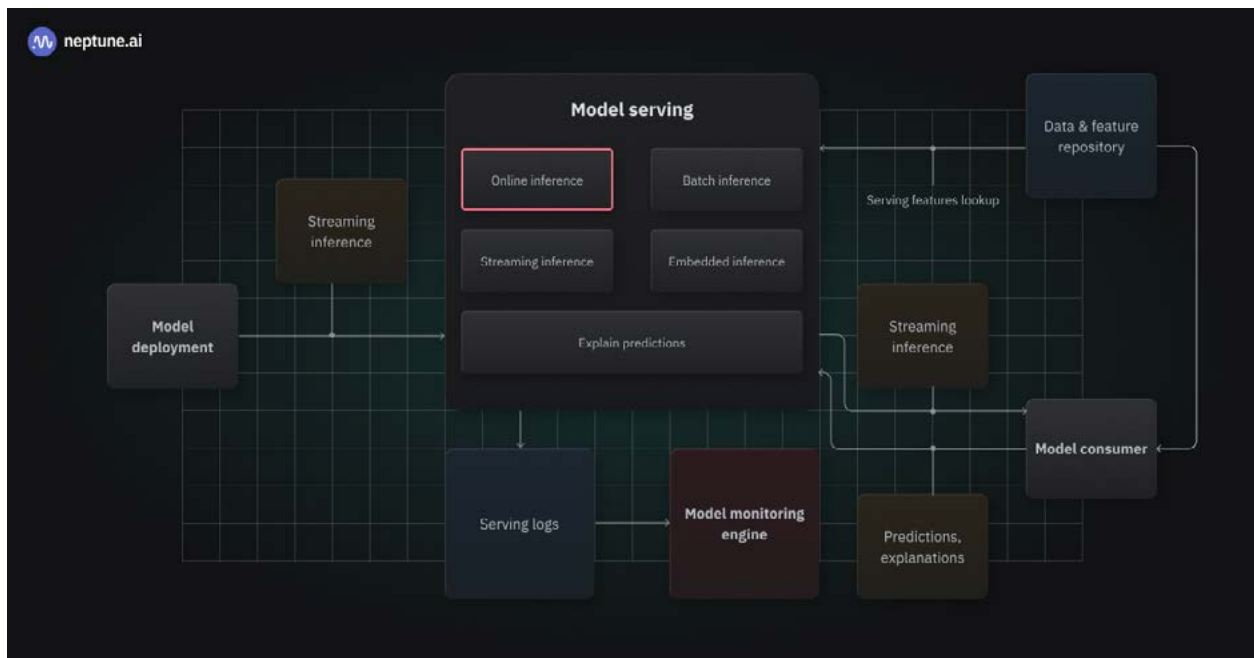 neptune.ai
Model serving
Online inference
Batch inference
Streaming inference
Embedded inference
Explain predictions
Data & feature
repository
Serving features lookup
Streaming
inference
Model
deployment
Streaming
inference
Model consumer
Serving logs
Model monitoring
engine
Predictions,
explanations